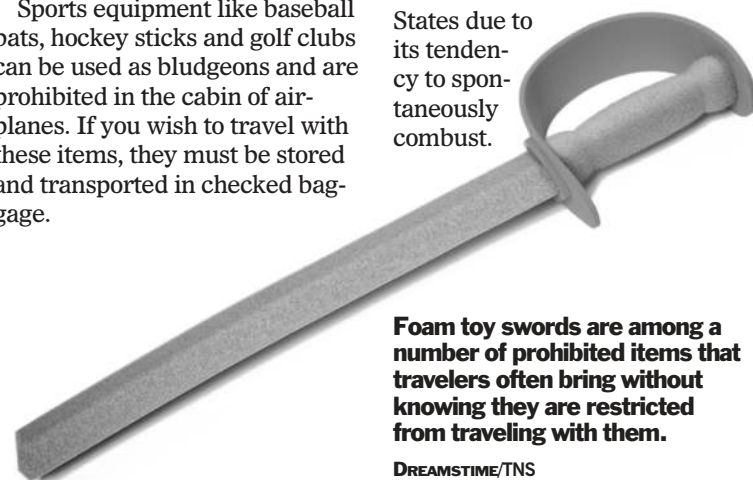 Sports equipment like baseball
bats, hockey sticks and golf clubs
can be used as bludgeons and are
prohibited in the cabin of air-
planes. If you wish to travel with
these items, they must be stored
and transported in checked bag-
gage.
States due to
its tenden-
cy to spon-
taneously
combust.
Foam toy swords are among a
number of prohibited items that
travelers often bring without
knowing they are restricted
from traveling with them.
DREAMSTIME/TNS